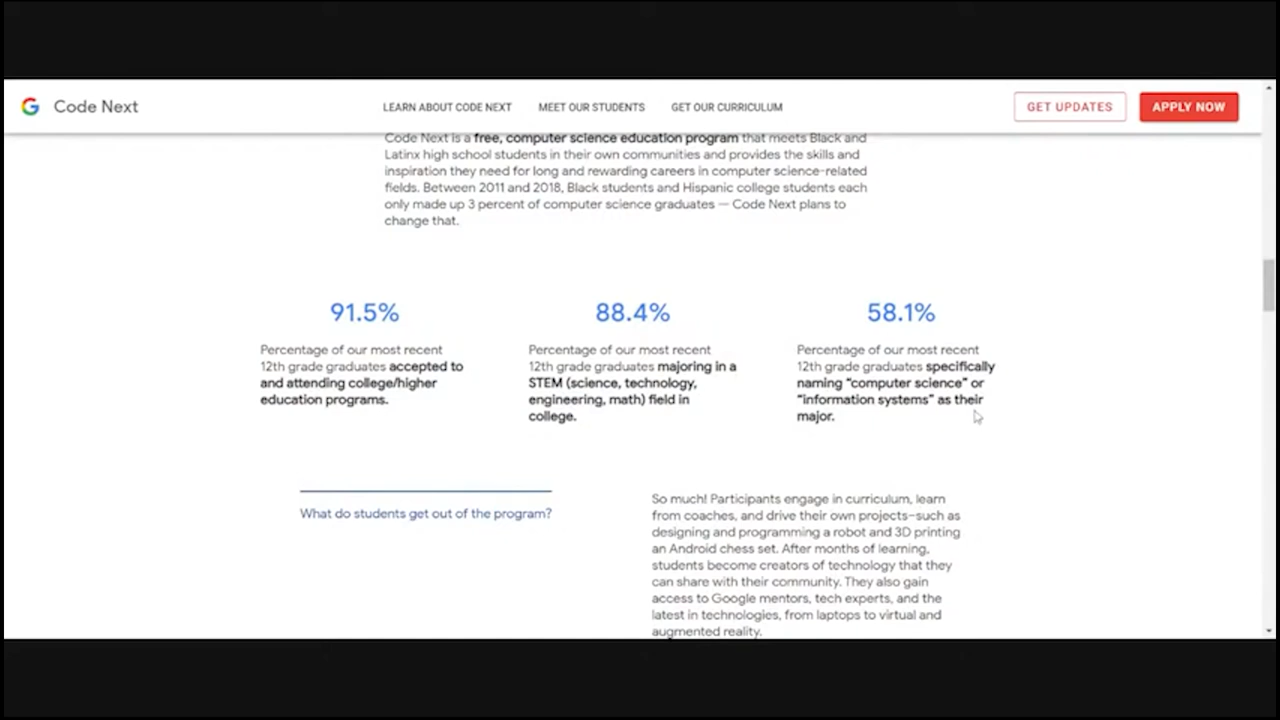 Code Next
LEARN ABOUT CODE NEXT
MEET OUR STUDENTS
GET OUR CURRICULUM
GET UPDATES
APPLY NOW
Code Next is a free, computer science education program that meets Black and
Latinx high school students in their own communities and provides the skills and
inspiration they need for long and rewarding careers in computer science-related
fields. Between 2011 and 2018, Black students and Hispanic college students each
only made up 3 percent of computer science graduates — Code Next plans to
change that.
91.5%
Percentage of our most recent
12th grade graduates accepted to
and attending college/higher
education programs.
88.4%
Percentage of our most recent
12th grade graduates majoring in a
STEM (science, technology,
engineering, math) field in
college.
58.1%
Percentage of our most recent
12th grade graduates specifically
naming “computer science” or
“information systems” as their
major.
What do students get out of the program?
So much! Participants engage in curriculum, learn
from coaches, and drive their own projects–such as
designing and programming a robot and 3D printing
an Android chess set. After months of learning,
students become creators of technology that they
can share with their community. They also gain
access to Google mentors, tech experts, and the
latest in technologies, from laptops to virtual and
augmented reality.